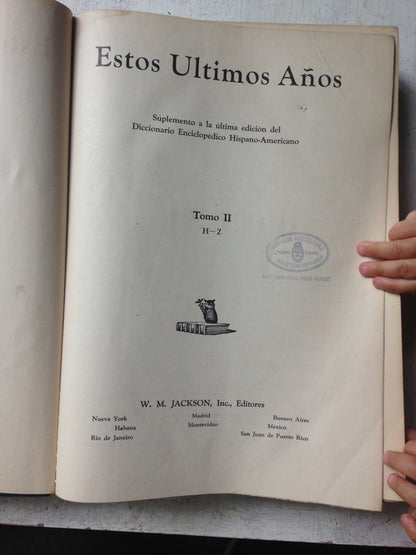 Estos Ultimos Años
Suplemento a la ultima edicion del
Diccionario Enciclopedico Hispano-Americano
Tomo II
H-Z
W. M. JACKSON, Inc., Editores
Nueva York Madrid Buenos Aires
Habana Montevideo Mexico
Rio de Janeiro San Juan de Puerto Rico